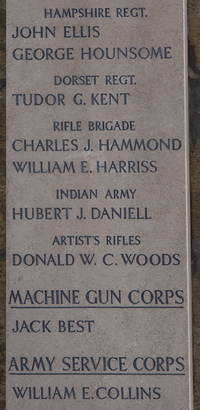 HAMPSHIRE REGT.
JOHN ELLIS
GEORGE HOUNSOME
DORSET REGT.
TUDOR G. KENT
RIFLE BRIGADE
CHARLES J. HAMMOND
WILLIAM E. HARRISS
INDIAN ARMY
HUBERT J. DANIELL
ARTIST'S RIFLES
DONALD W. C. WOODS
MACHINE GUN CORPS
JACK BEST
ARMY SERVICE CORPS
WILLIAM E. COLLINS